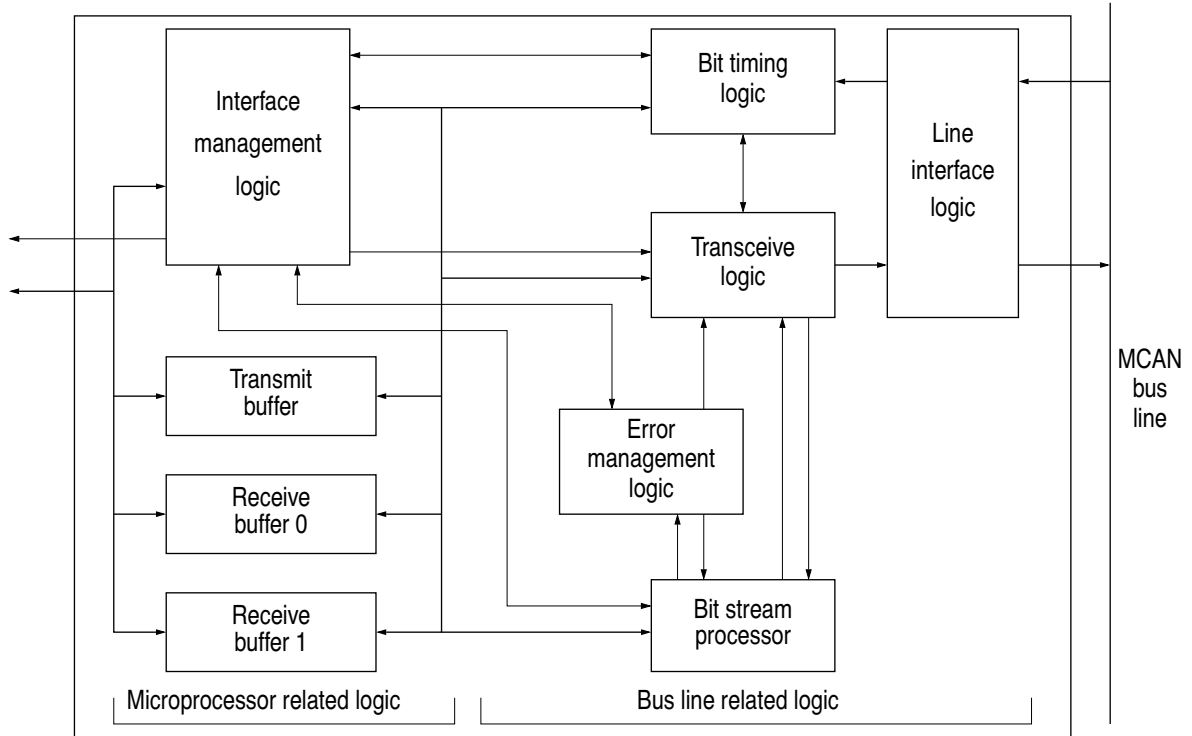 Interface
management
logic
Bit timing
logic
Line
interface
logic
Transceive
logic
MCAN
bus
line
Transmit
buffer
Error
management
logic
Receive
buffer 0
Receive
buffer 1
Bit stream
processor
Microprocessor related logic
Bus line related logic